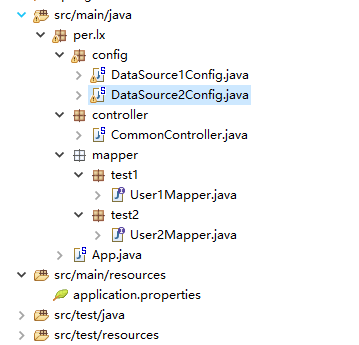 src/main/java
per.lx
config
DataSource1Config.java
DataSource2Config.java
controller
CommonController.java
mapper
test1
User1Mapper.java
test2
User2Mapper.java
App.java
src/main/resources
application.properties
src/test/java
src/test/resources